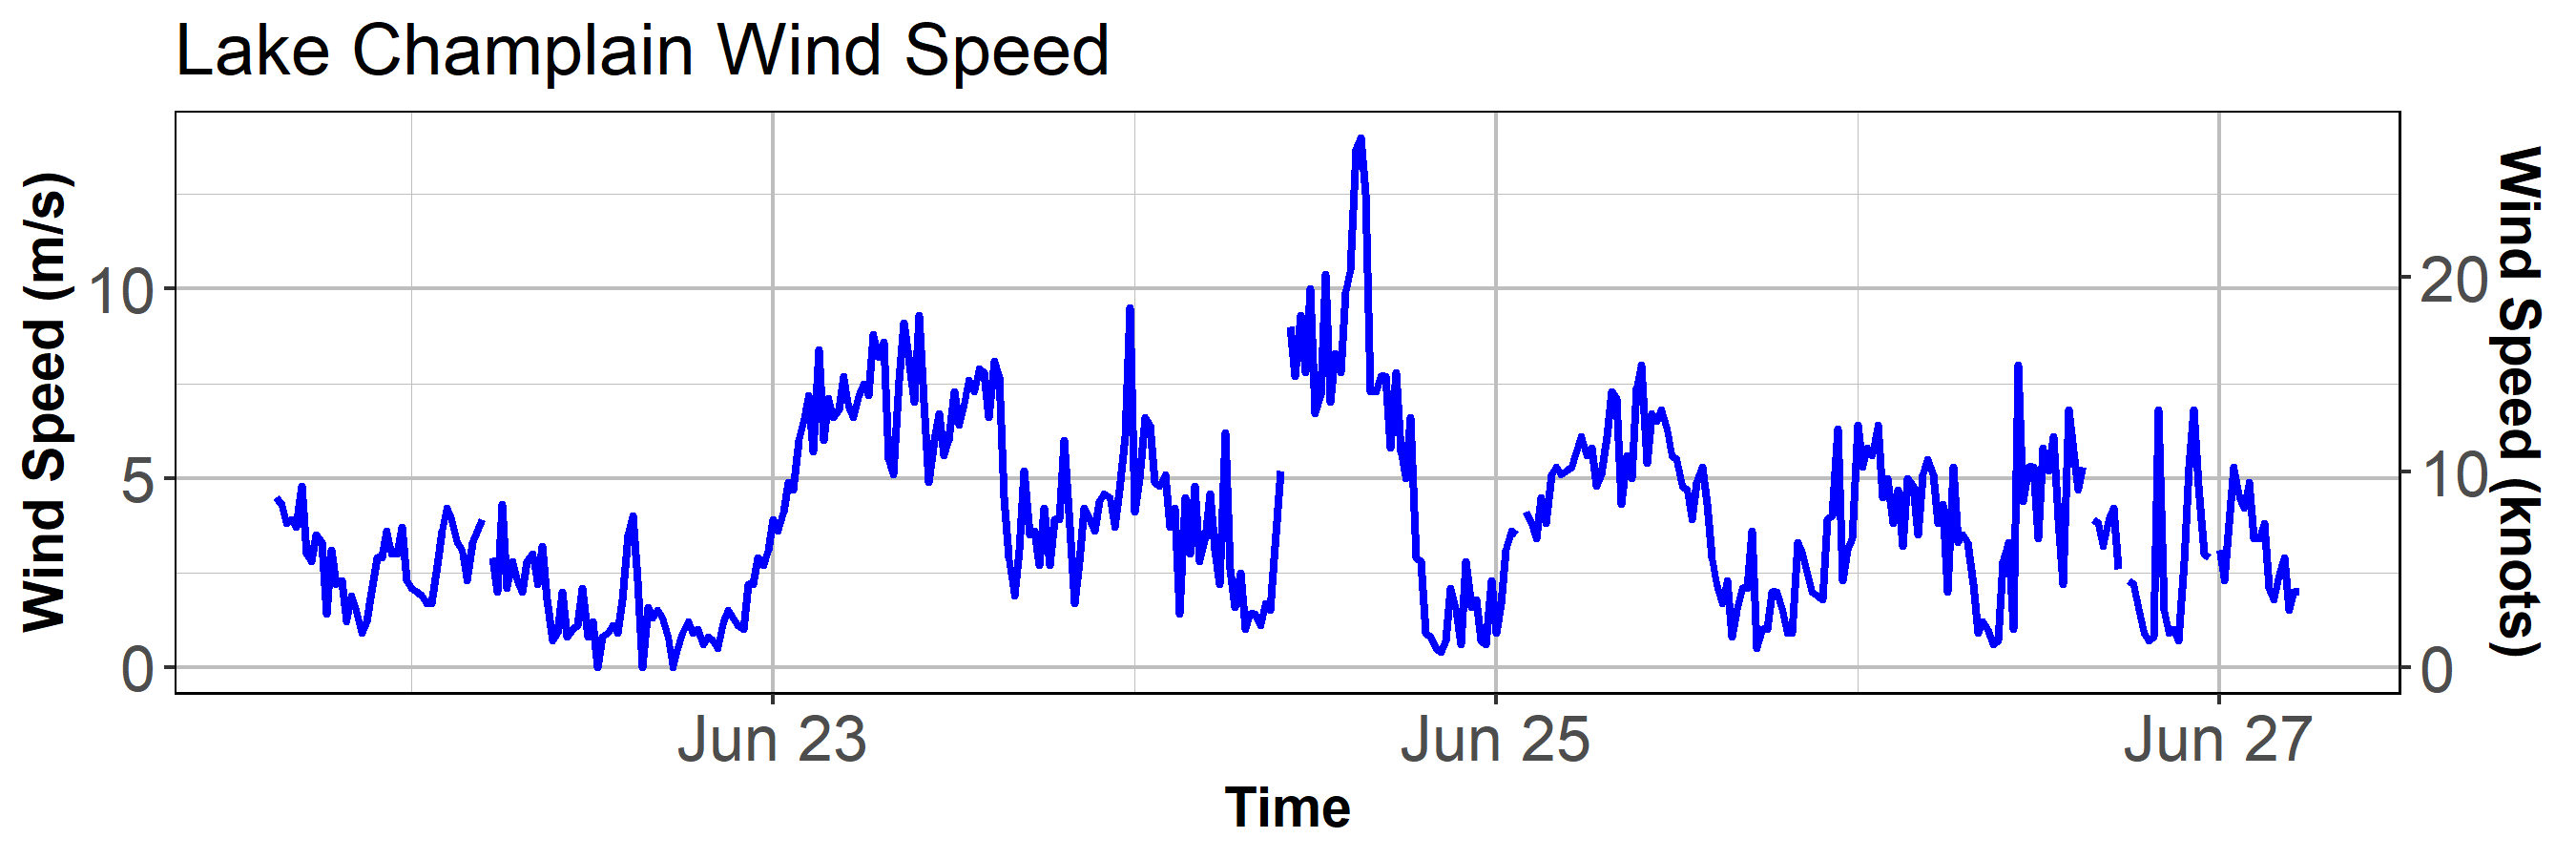 Lake Champlain Wind Speed
Wind Speed (m/s)
10
5
0
20
10
0
Wind Speed (knots)
Jun 23
Jun 25
Jun 27
Time